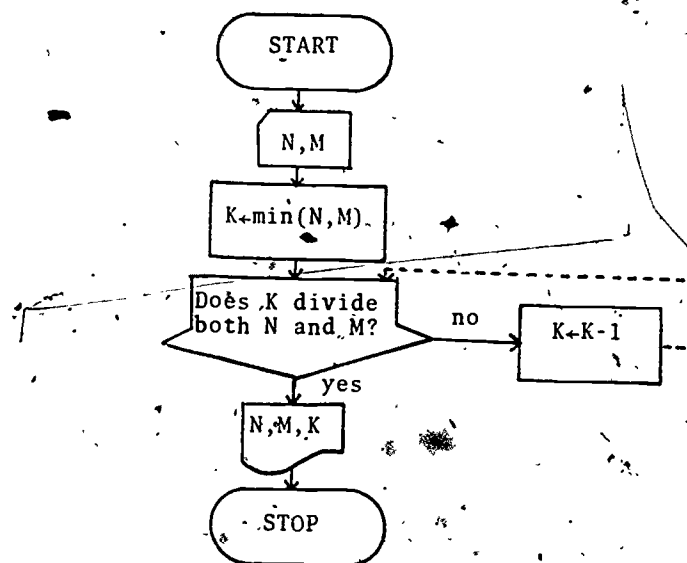 START
N,M
K←min(N,M)
Does K divide
both N and M?
no
K←K-1
yes
N,M,K
STOP